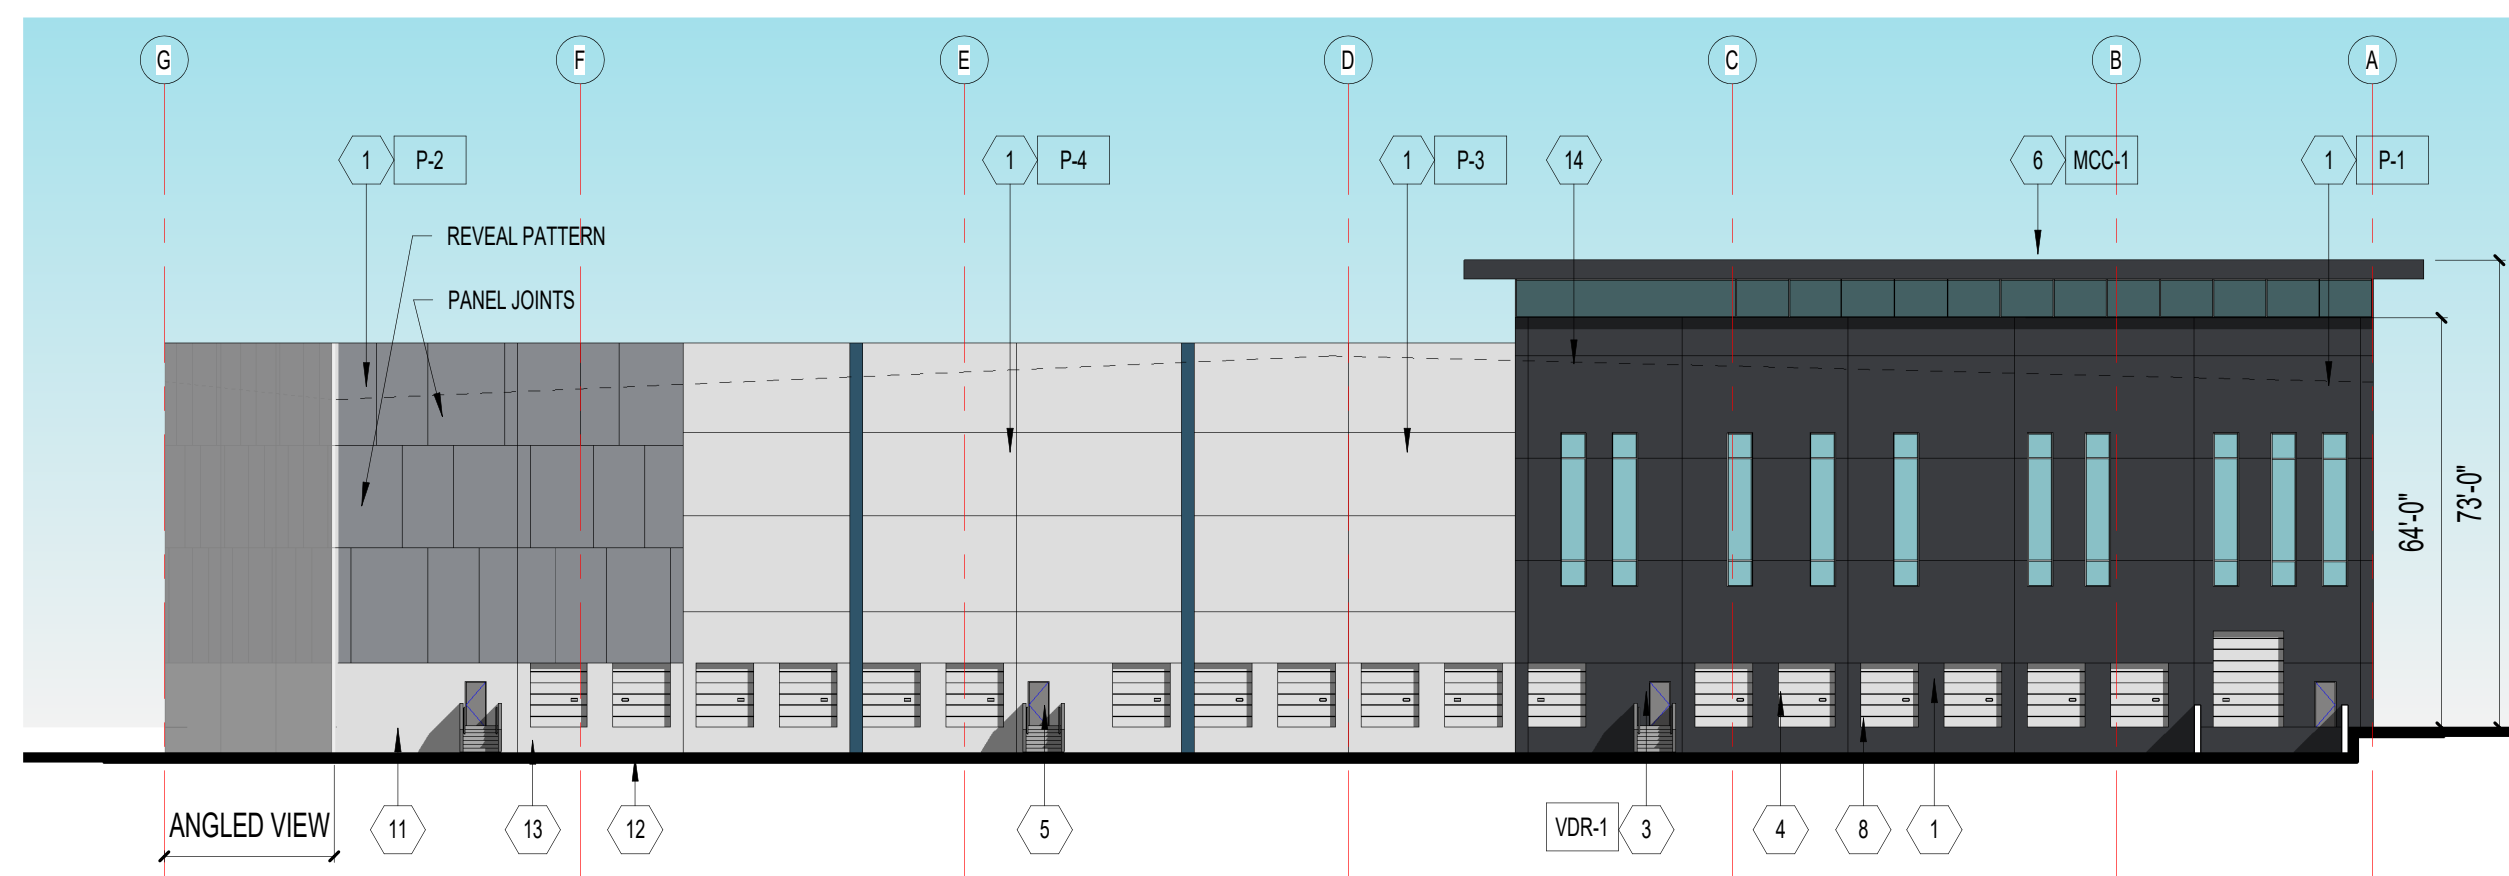 G
F
E
D
C
B
A
1 P-2
1 P-4
1 P-3
14
6 MCC-1
1 P-1
REVEAL PATTERN
PANEL JOINTS
64'-0"
73'-0"
ANGLED VIEW
11
13
12
5
VDR-1 3
4
8
1